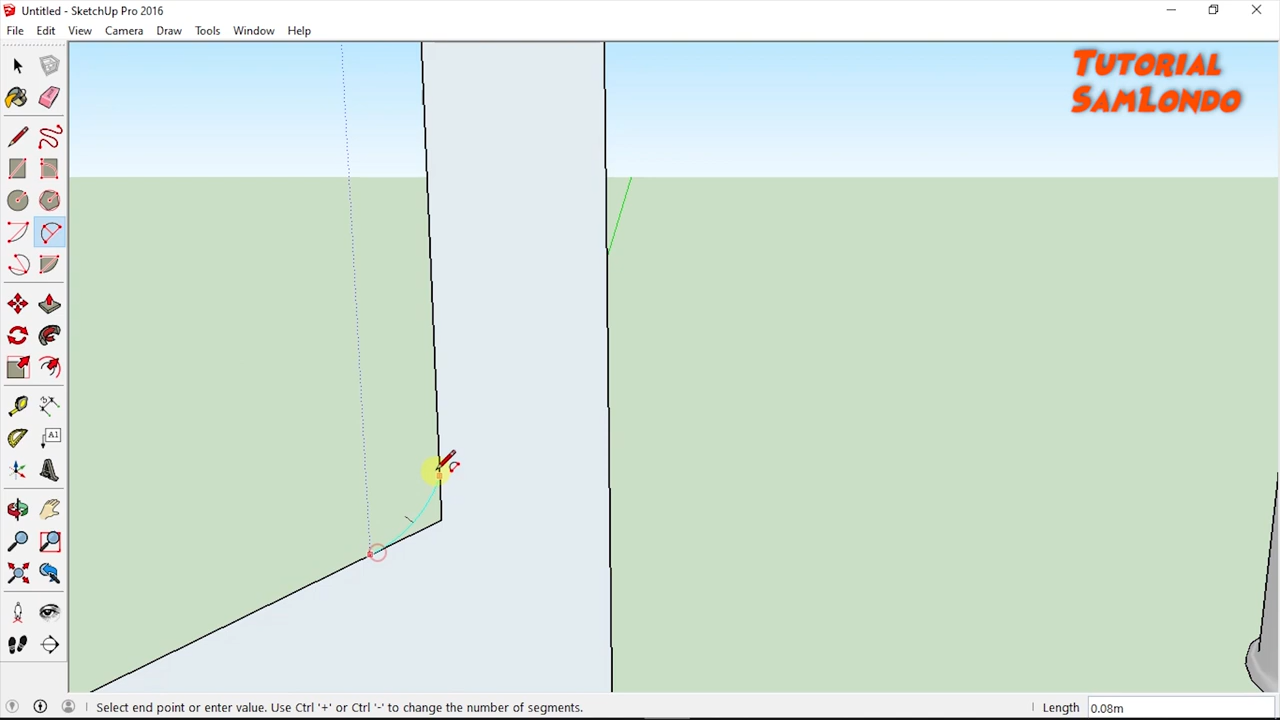 Untitled - SketchUp Pro 2016
File Edit View Camera Draw Tools Window Help
TUTORIAL
SAMLONDO
A1
Select end point or enter value. Use Ctrl '+' or Ctrl '-' to change the number of segments.
Length 0.08m